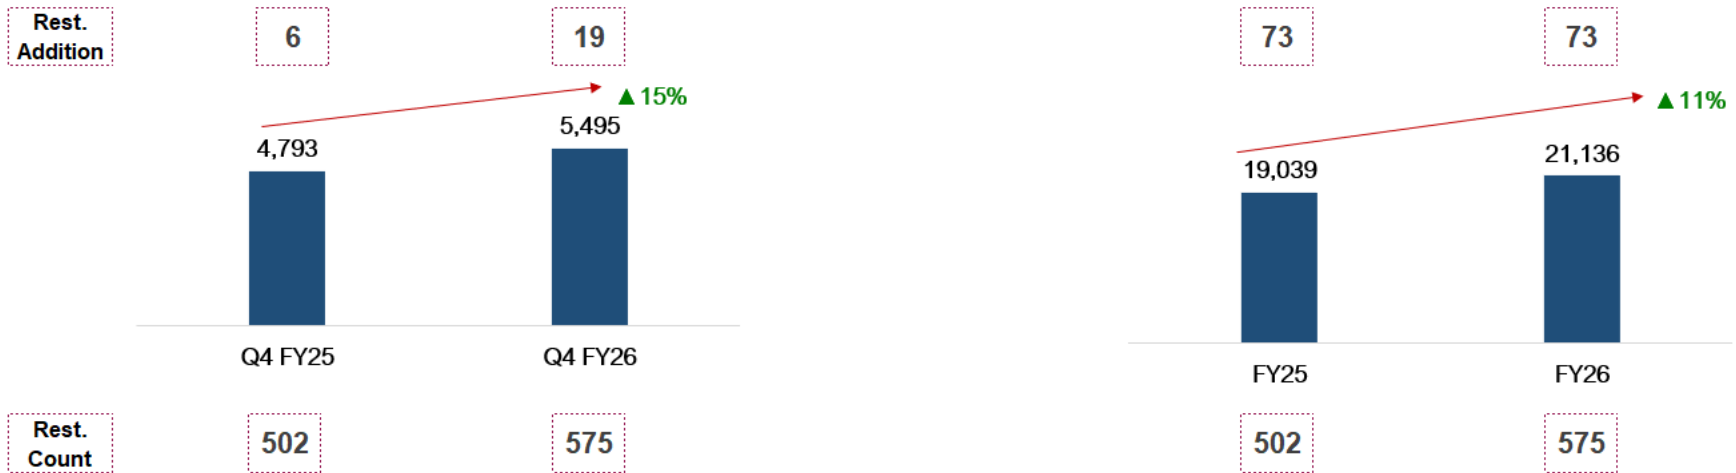 Rest.
Addition
6
19
73
73
▲15%
▲11%
4,793
5,495
19,039
21,136
Q4 FY25
Q4 FY26
FY25
FY26
Rest.
Count
502
575
502
575